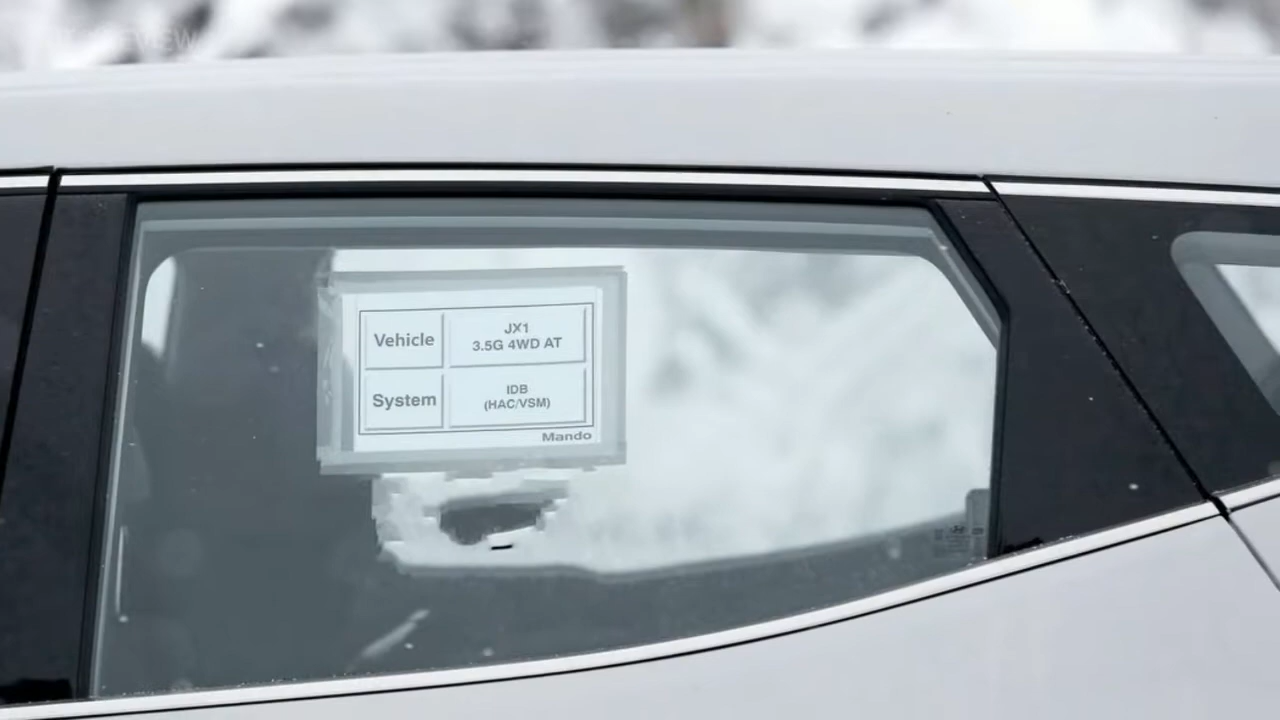 Vehicle
JX1
3.5G 4WD AT
System
IDB
(HAC/VSM)
Mando